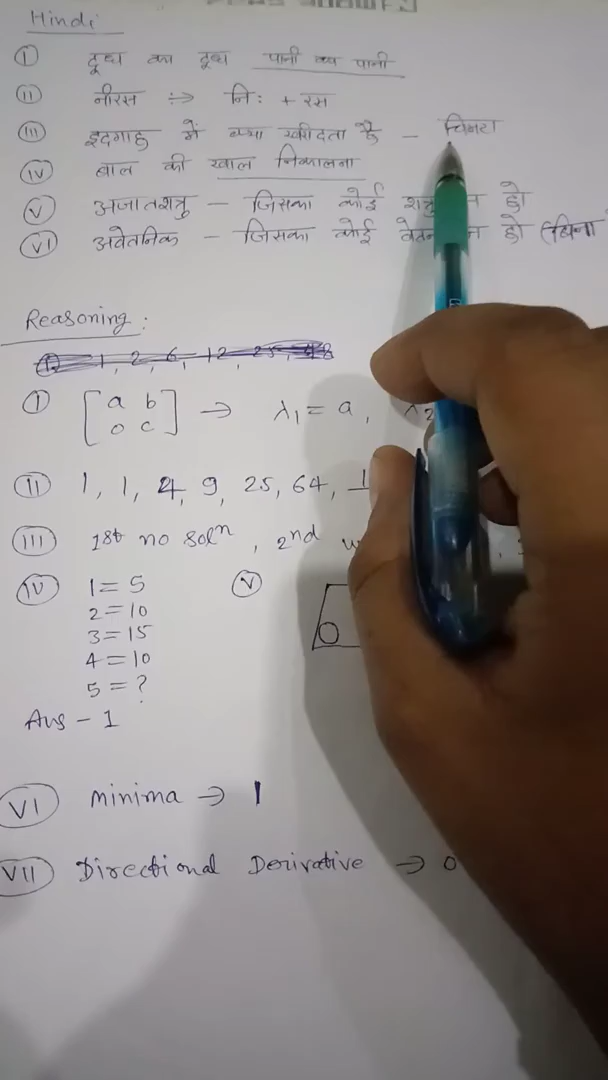 Hindi
I दूध का दूध पानी का पानी
II नीरस ⇒ निः + रस
III इदगाह में क्या खरीदता है - चिमटा
IV बाल की खाल निकालना
V अजातशत्रु - जिसका कोई शत्रु न हो
VI अवेतनिक - जिसका कोई वेतन न हो (बिना
Reasoning :
I [a b 0 c] → λ1 = a, λ2
II 1, 1, 4, 9, 25, 64, 1
III 1st no solⁿ, 2nd
IV 1 = 5 V
2 = 10
3 = 15
4 = 10
5 = ?
Ans - 1
VI Minima → 1
VII Directional Derivative → 0